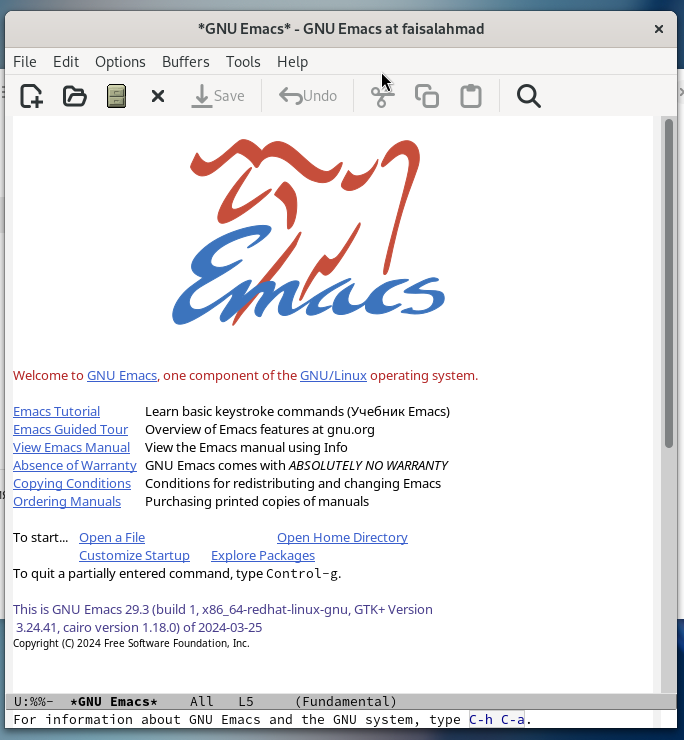 *GNU Emacs* - GNU Emacs at faisalahmad
File Edit Options Buffers Tools Help
Save Undo
Emacs
Welcome to GNU Emacs, one component of the GNU/Linux operating system.
Emacs Tutorial Learn basic keystroke commands (Учебник Emacs)
Emacs Guided Tour Overview of Emacs features at gnu.org
View Emacs Manual View the Emacs manual using Info
Absence of Warranty GNU Emacs comes with ABSOLUTELY NO WARRANTY
Copying Conditions Conditions for redistributing and changing Emacs
Ordering Manuals Purchasing printed copies of manuals
To start... Open a File Open Home Directory
Customize Startup Explore Packages
To quit a partially entered command, type Control-g.
This is GNU Emacs 29.3 (build 1, x86_64-redhat-linux-gnu, GTK+ Version
3.24.41, cairo version 1.18.0) of 2024-03-25
Copyright (C) 2024 Free Software Foundation, Inc.
U:%%- *GNU Emacs* All L5 (Fundamental)
For information about GNU Emacs and the GNU system, type C-h C-a.